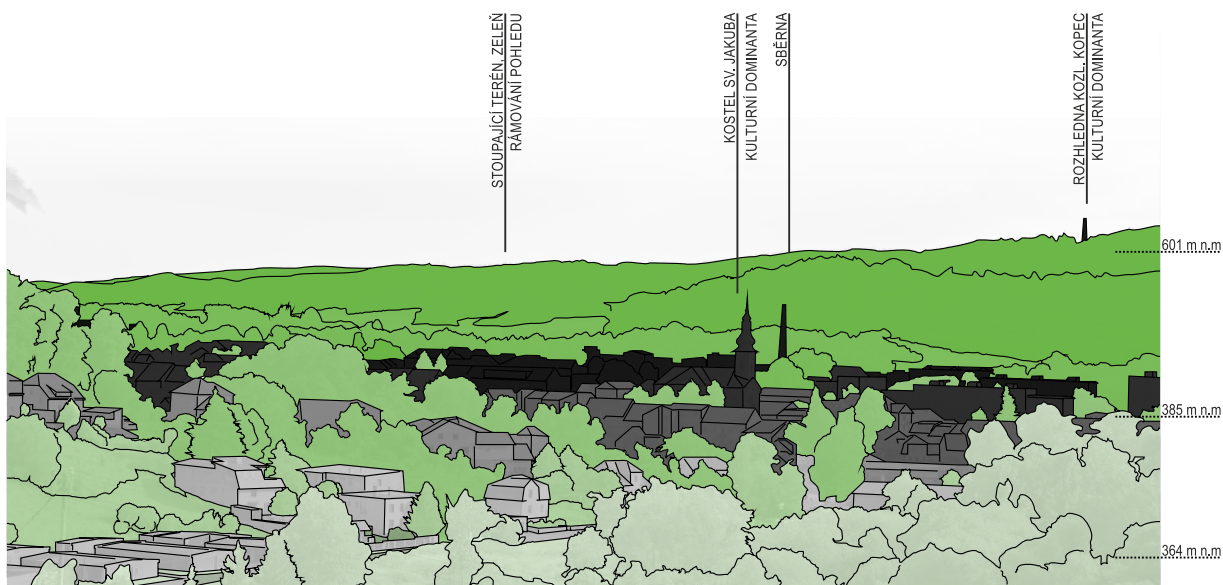 STOUPAJÍCÍ TERÉN, ZELEŇ
RÁMOVÁNÍ POHLEDU
KOSTEL SV. JAKUBA
KULTURNÍ DOMINANTA
SBĚRNA
ROZHLEDNA KOZL. KOPEC
KULTURNÍ DOMINANTA
601 m n.m
385 m n.m
364 m n.m